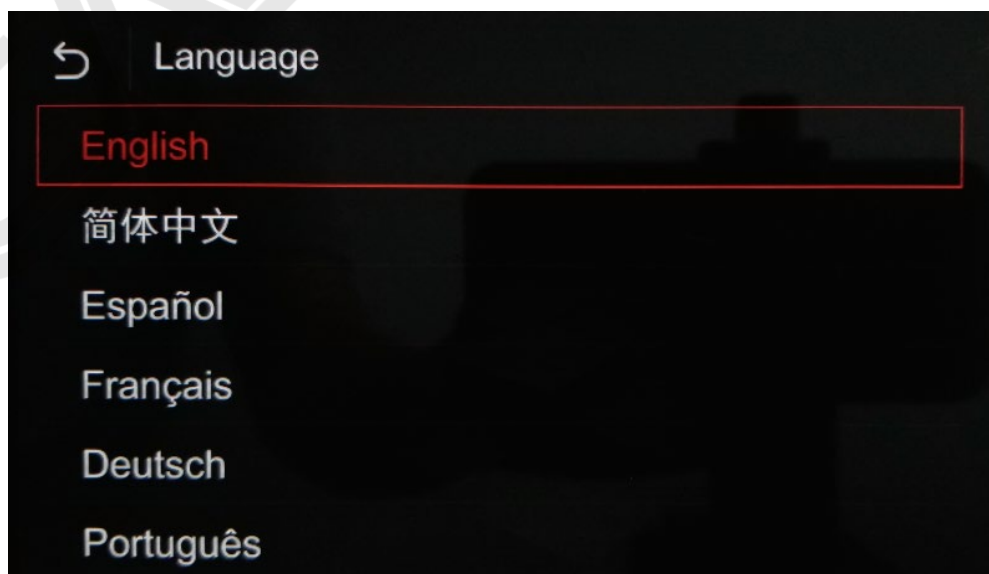 Language
English
简体中文
Español
Français
Deutsch
Português